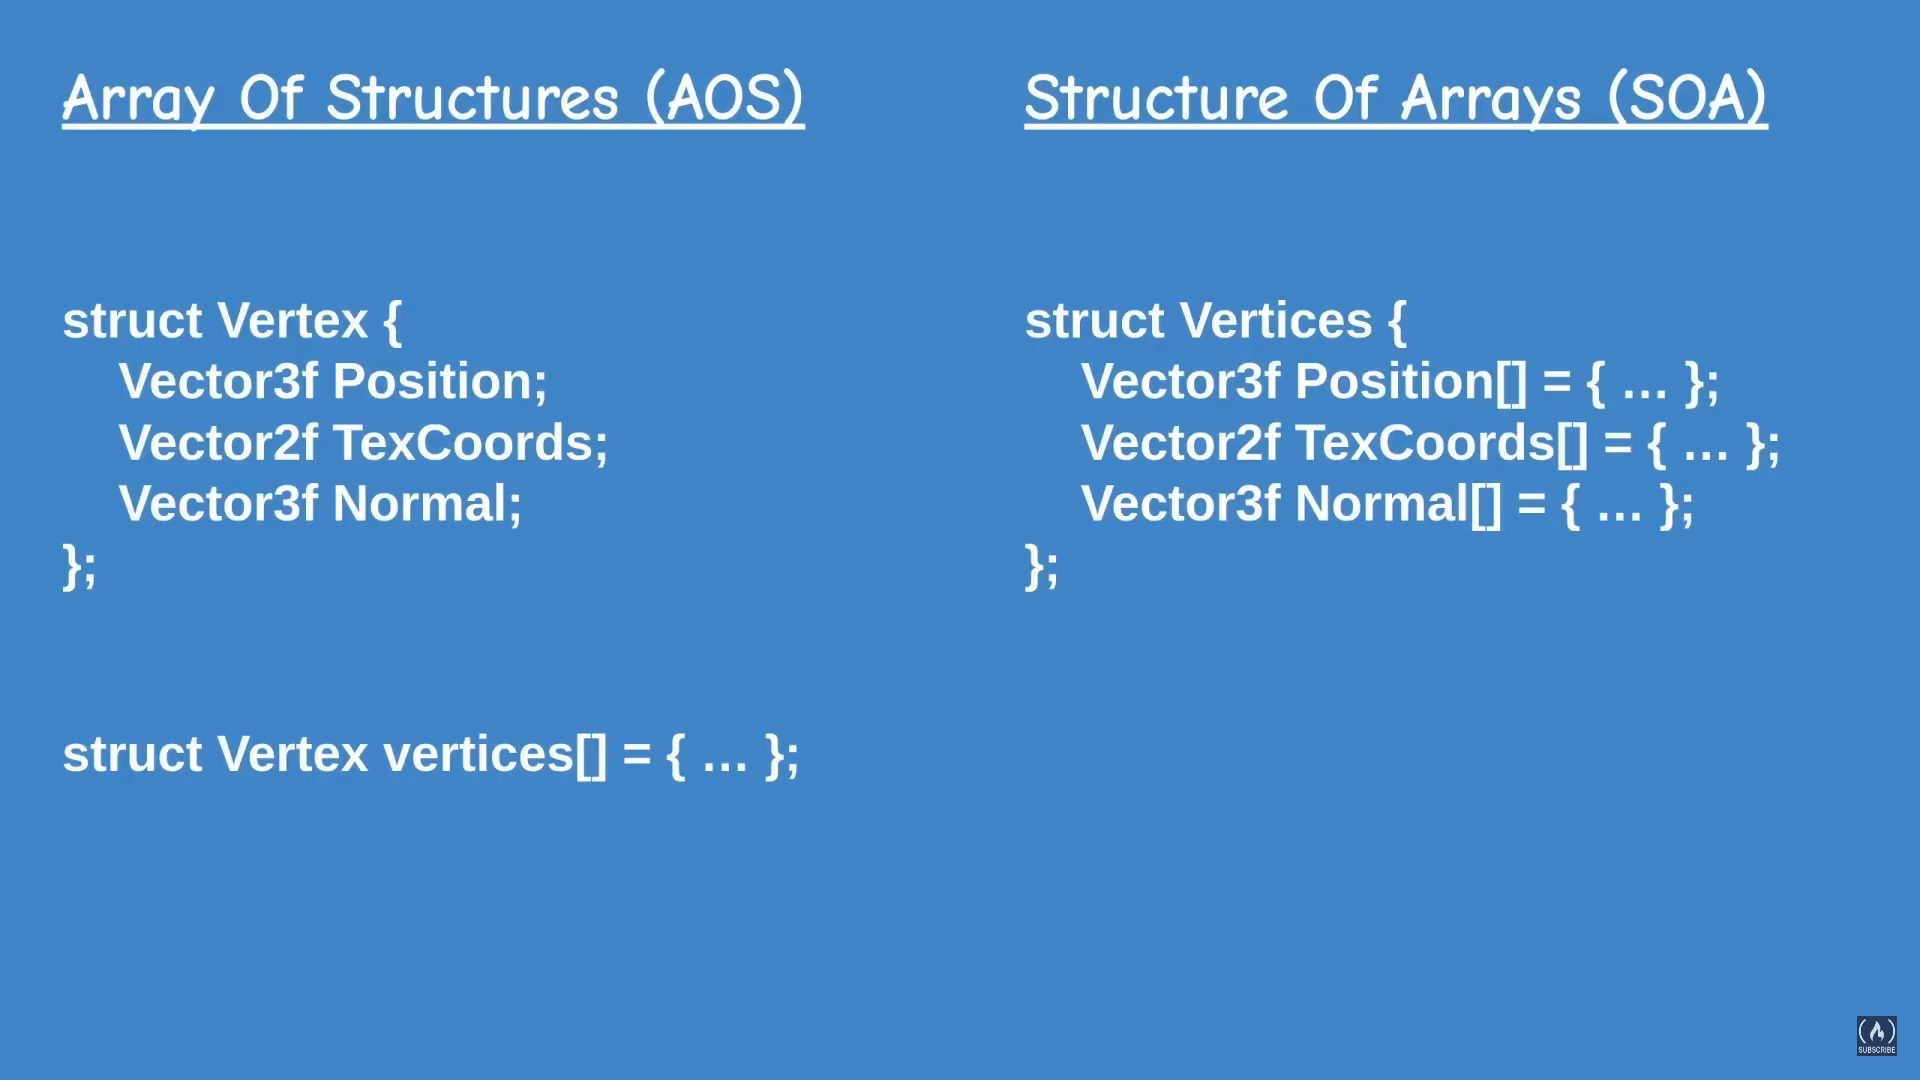 Array Of Structures (AOS)
struct Vertex {
Vector3f Position;
Vector2f TexCoords;
Vector3f Normal;
};
struct Vertex vertices[] = { … };
Structure Of Arrays (SOA)
struct Vertices {
Vector3f Position[] = { … };
Vector2f TexCoords[] = { … };
Vector3f Normal[] = { … };
};
SUBSCRIBE